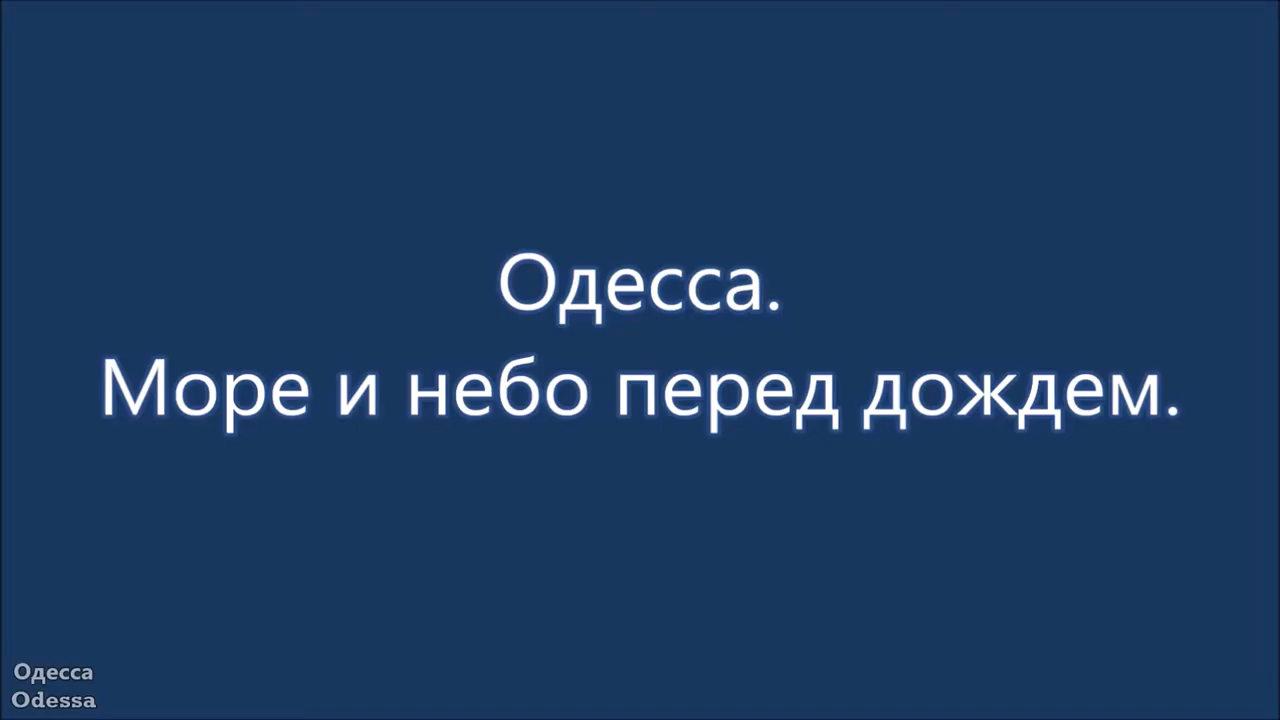 Одесса.
Море и небо перед дождем.
Одесса
Odessa